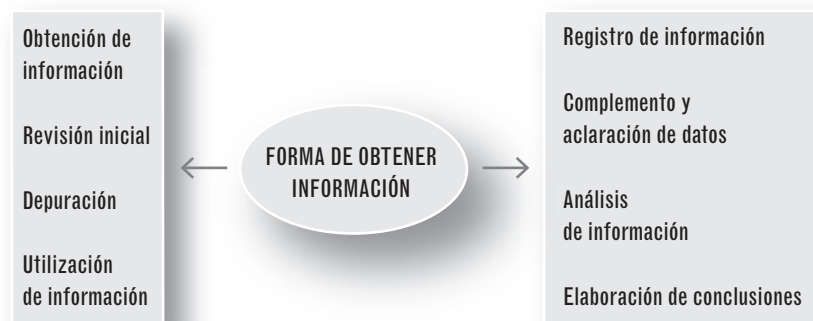 Obtención de
información
Revisión inicial
Depuración
Utilización
de información
FORMA DE OBTENER
INFORMACIÓN
Registro de información
Complemento y
aclaración de datos
Análisis
de información
Elaboración de conclusiones